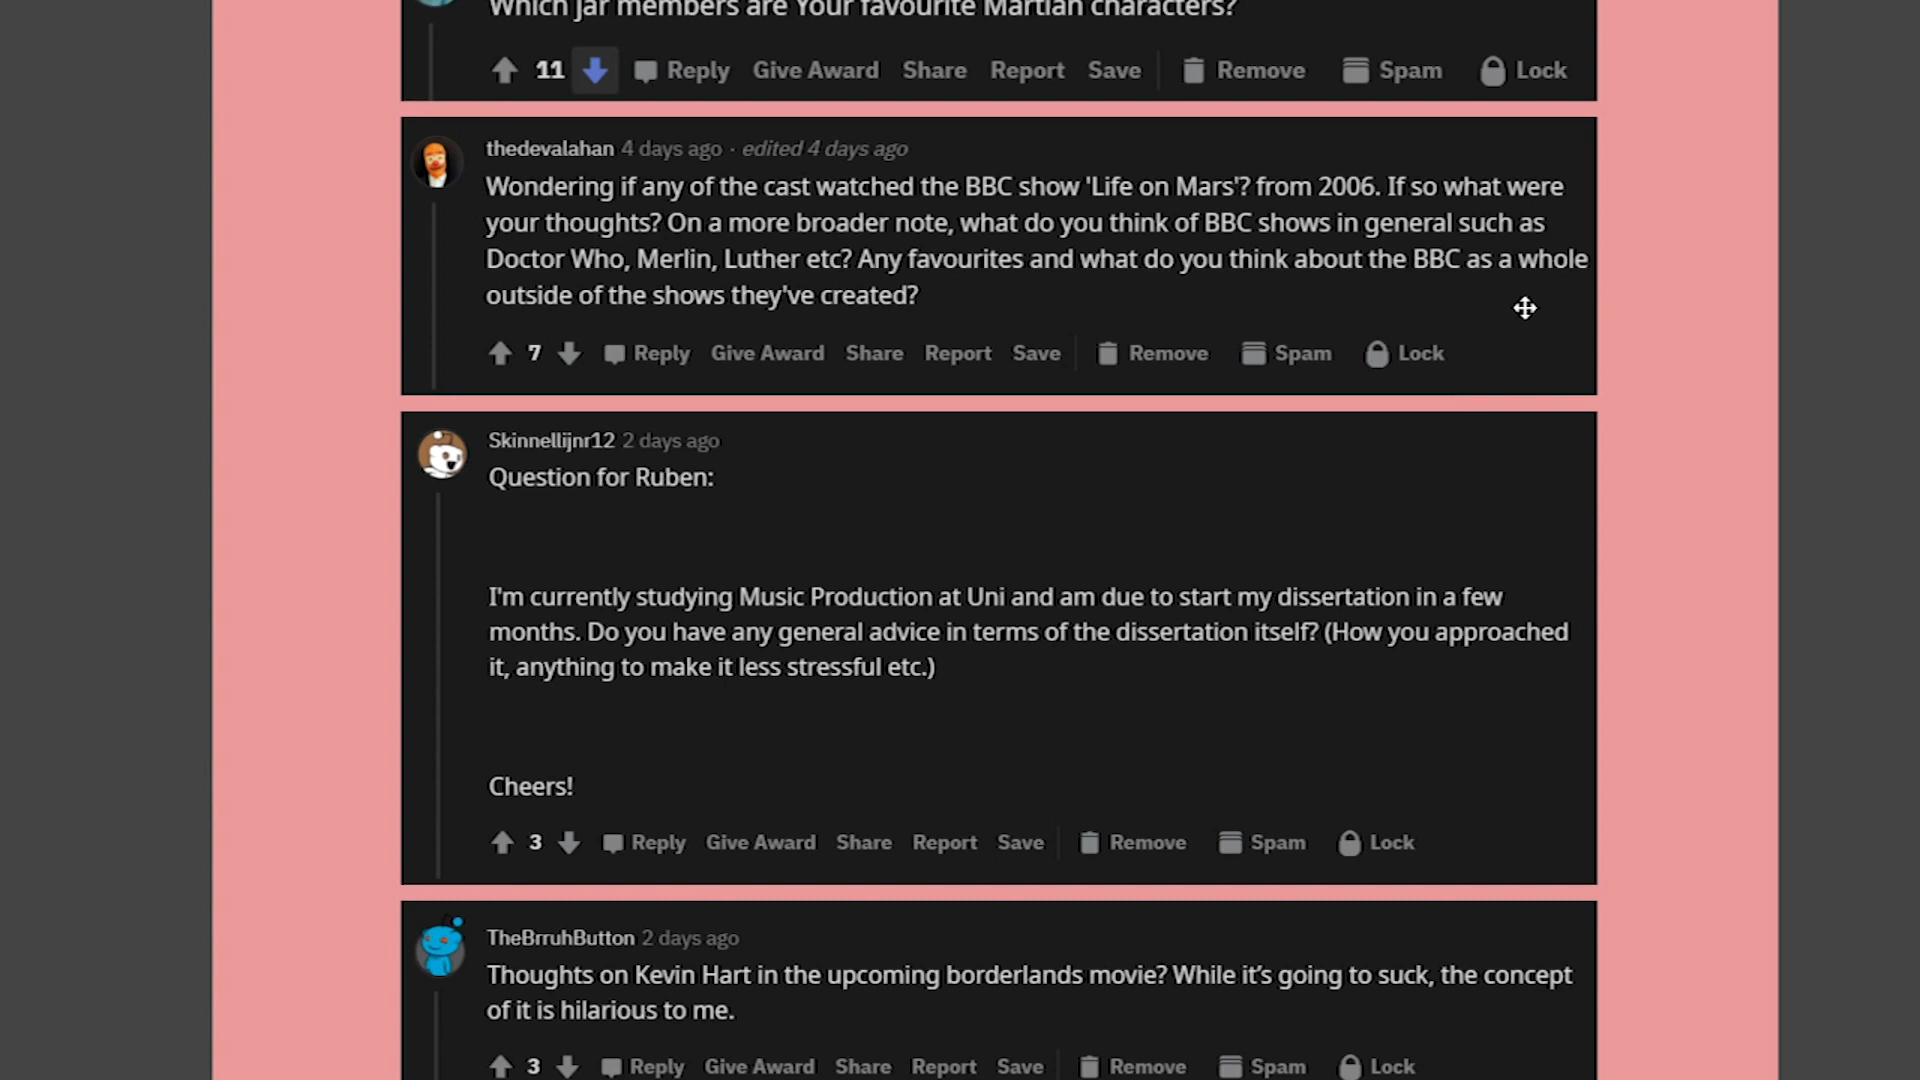 Which jar members are Your favourite Martian characters?
11 Reply Give Award Share Report Save Remove Spam Lock
thedevalahan 4 days ago · edited 4 days ago
Wondering if any of the cast watched the BBC show 'Life on Mars'? from 2006. If so what were
your thoughts? On a more broader note, what do you think of BBC shows in general such as
Doctor Who, Merlin, Luther etc? Any favourites and what do you think about the BBC as a whole
outside of the shows they've created?
7 Reply Give Award Share Report Save Remove Spam Lock
Skinnellijnr12 2 days ago
Question for Ruben:
I'm currently studying Music Production at Uni and am due to start my dissertation in a few
months. Do you have any general advice in terms of the dissertation itself? (How you approached
it, anything to make it less stressful etc.)
Cheers!
3 Reply Give Award Share Report Save Remove Spam Lock
TheBrruhButton 2 days ago
Thoughts on Kevin Hart in the upcoming borderlands movie? While it’s going to suck, the concept
of it is hilarious to me.
3 Reply Give Award Share Report Save Remove Spam Lock